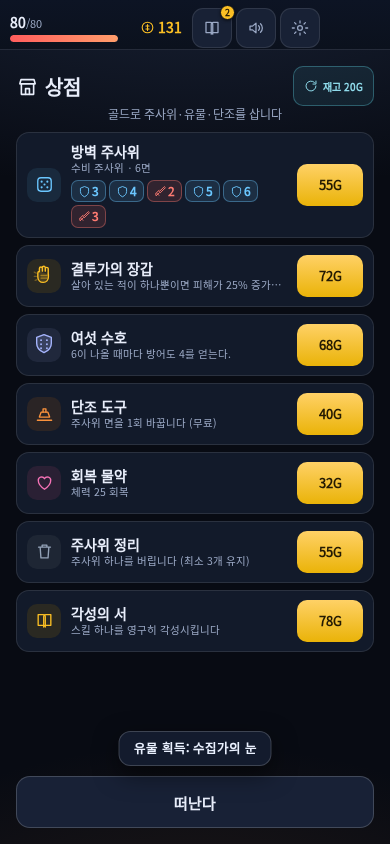 80/80
131
2
상점
재고 20G
골드로 주사위·유물·단조를 삽니다
방벽 주사위
수비 주사위 · 6면
3 4 2 5 6
3
55G
결투가의 장갑
살아 있는 적이 하나뿐이면 피해가 25% 증가…
72G
여섯 수호
6이 나올 때마다 방어도 4를 얻는다.
68G
단조 도구
주사위 면을 1회 바꿉니다 (무료)
40G
회복 물약
체력 25 회복
32G
주사위 정리
주사위 하나를 버립니다 (최소 3개 유지)
55G
각성의 서
스킬 하나를 영구히 각성시킵니다
78G
유물 획득: 수집가의 눈
떠난다